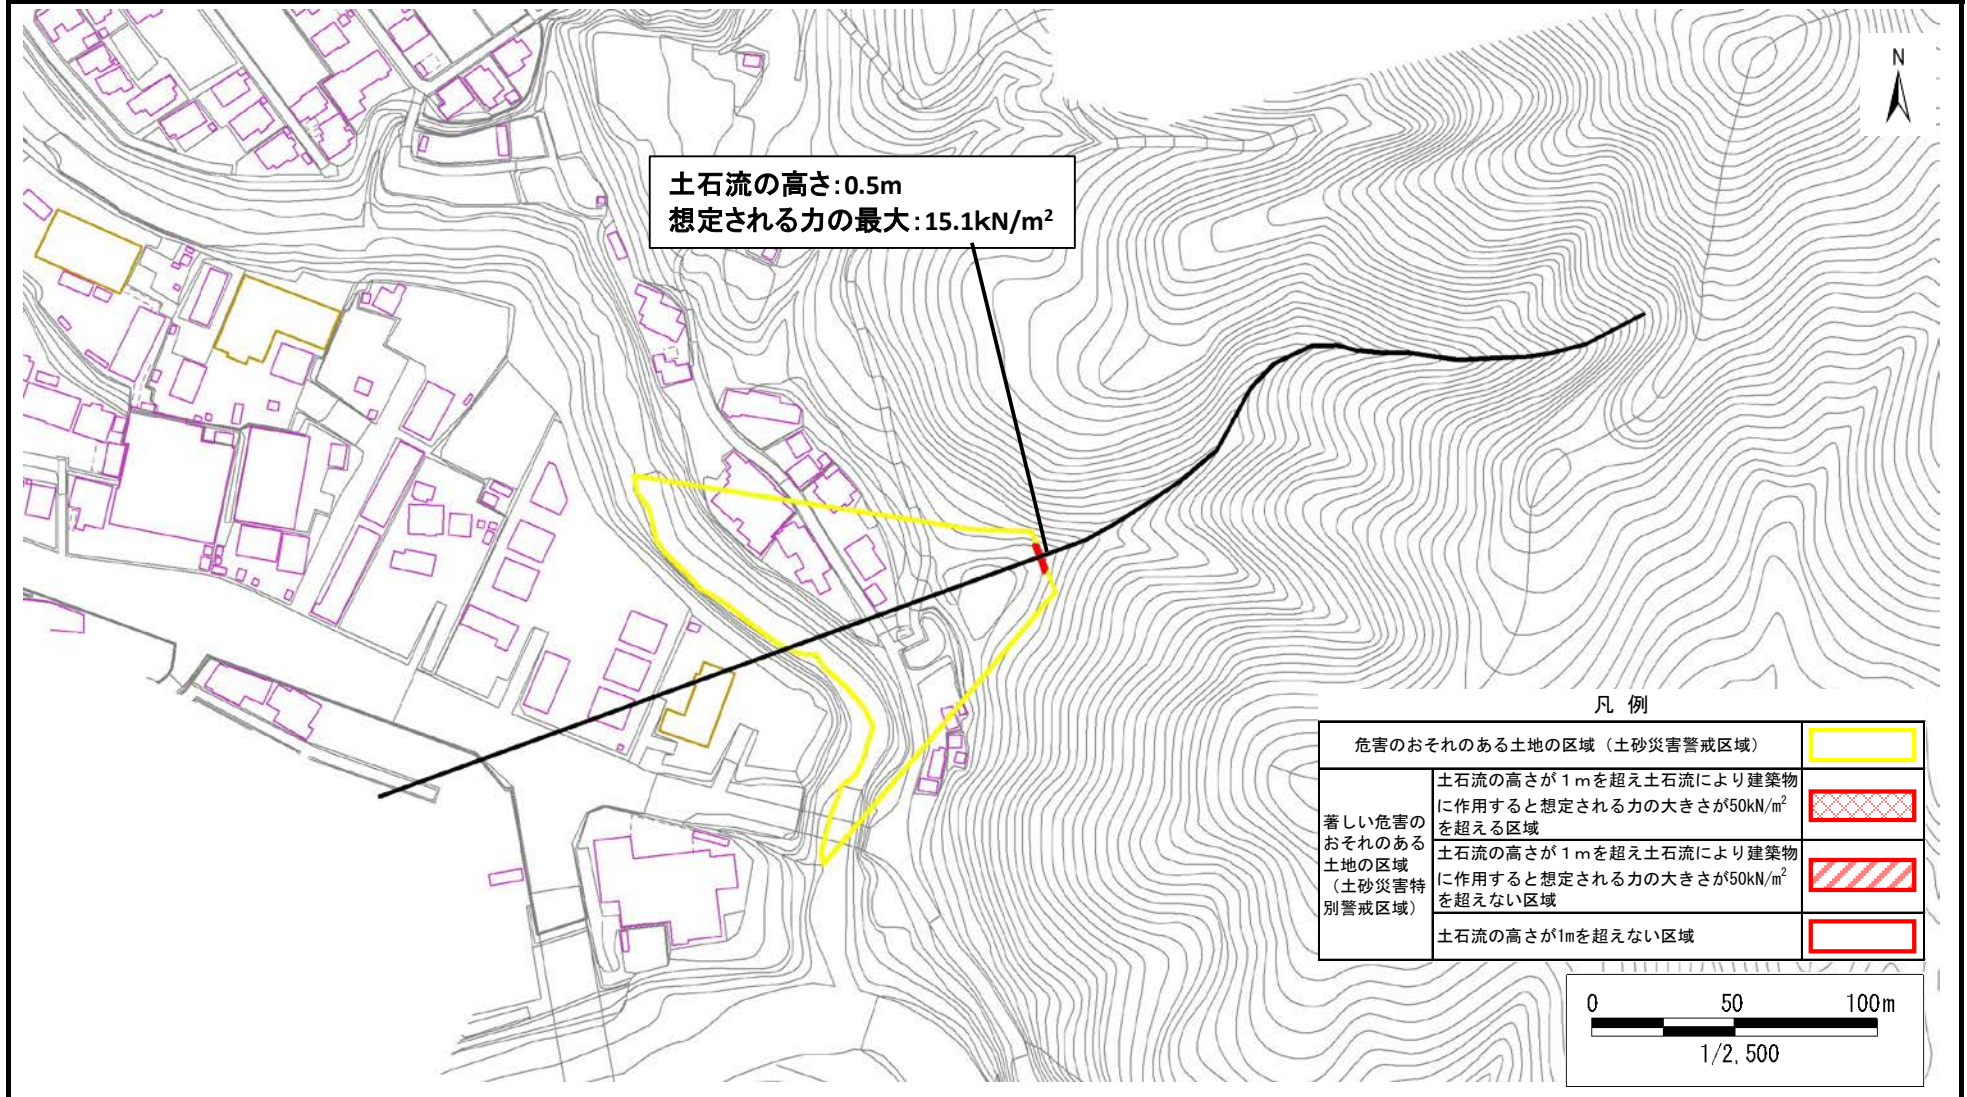 N
土石流の高さ:0.5m
想定される力の最大:15.1kN/m²
凡 例
危害のおそれのある土地の区域（土砂災害警戒区域）
著しい危害の
おそれのある
土地の区域
（土砂災害特
別警戒区域）
土石流の高さが１ｍを超え土石流により建築物
に作用すると想定される力の大きさが50kN/m²
を超える区域
土石流の高さが１ｍを超え土石流により建築物
に作用すると想定される力の大きさが50kN/m²
を超えない区域
土石流の高さが1mを超えない区域
0 50 100m
1/2,500